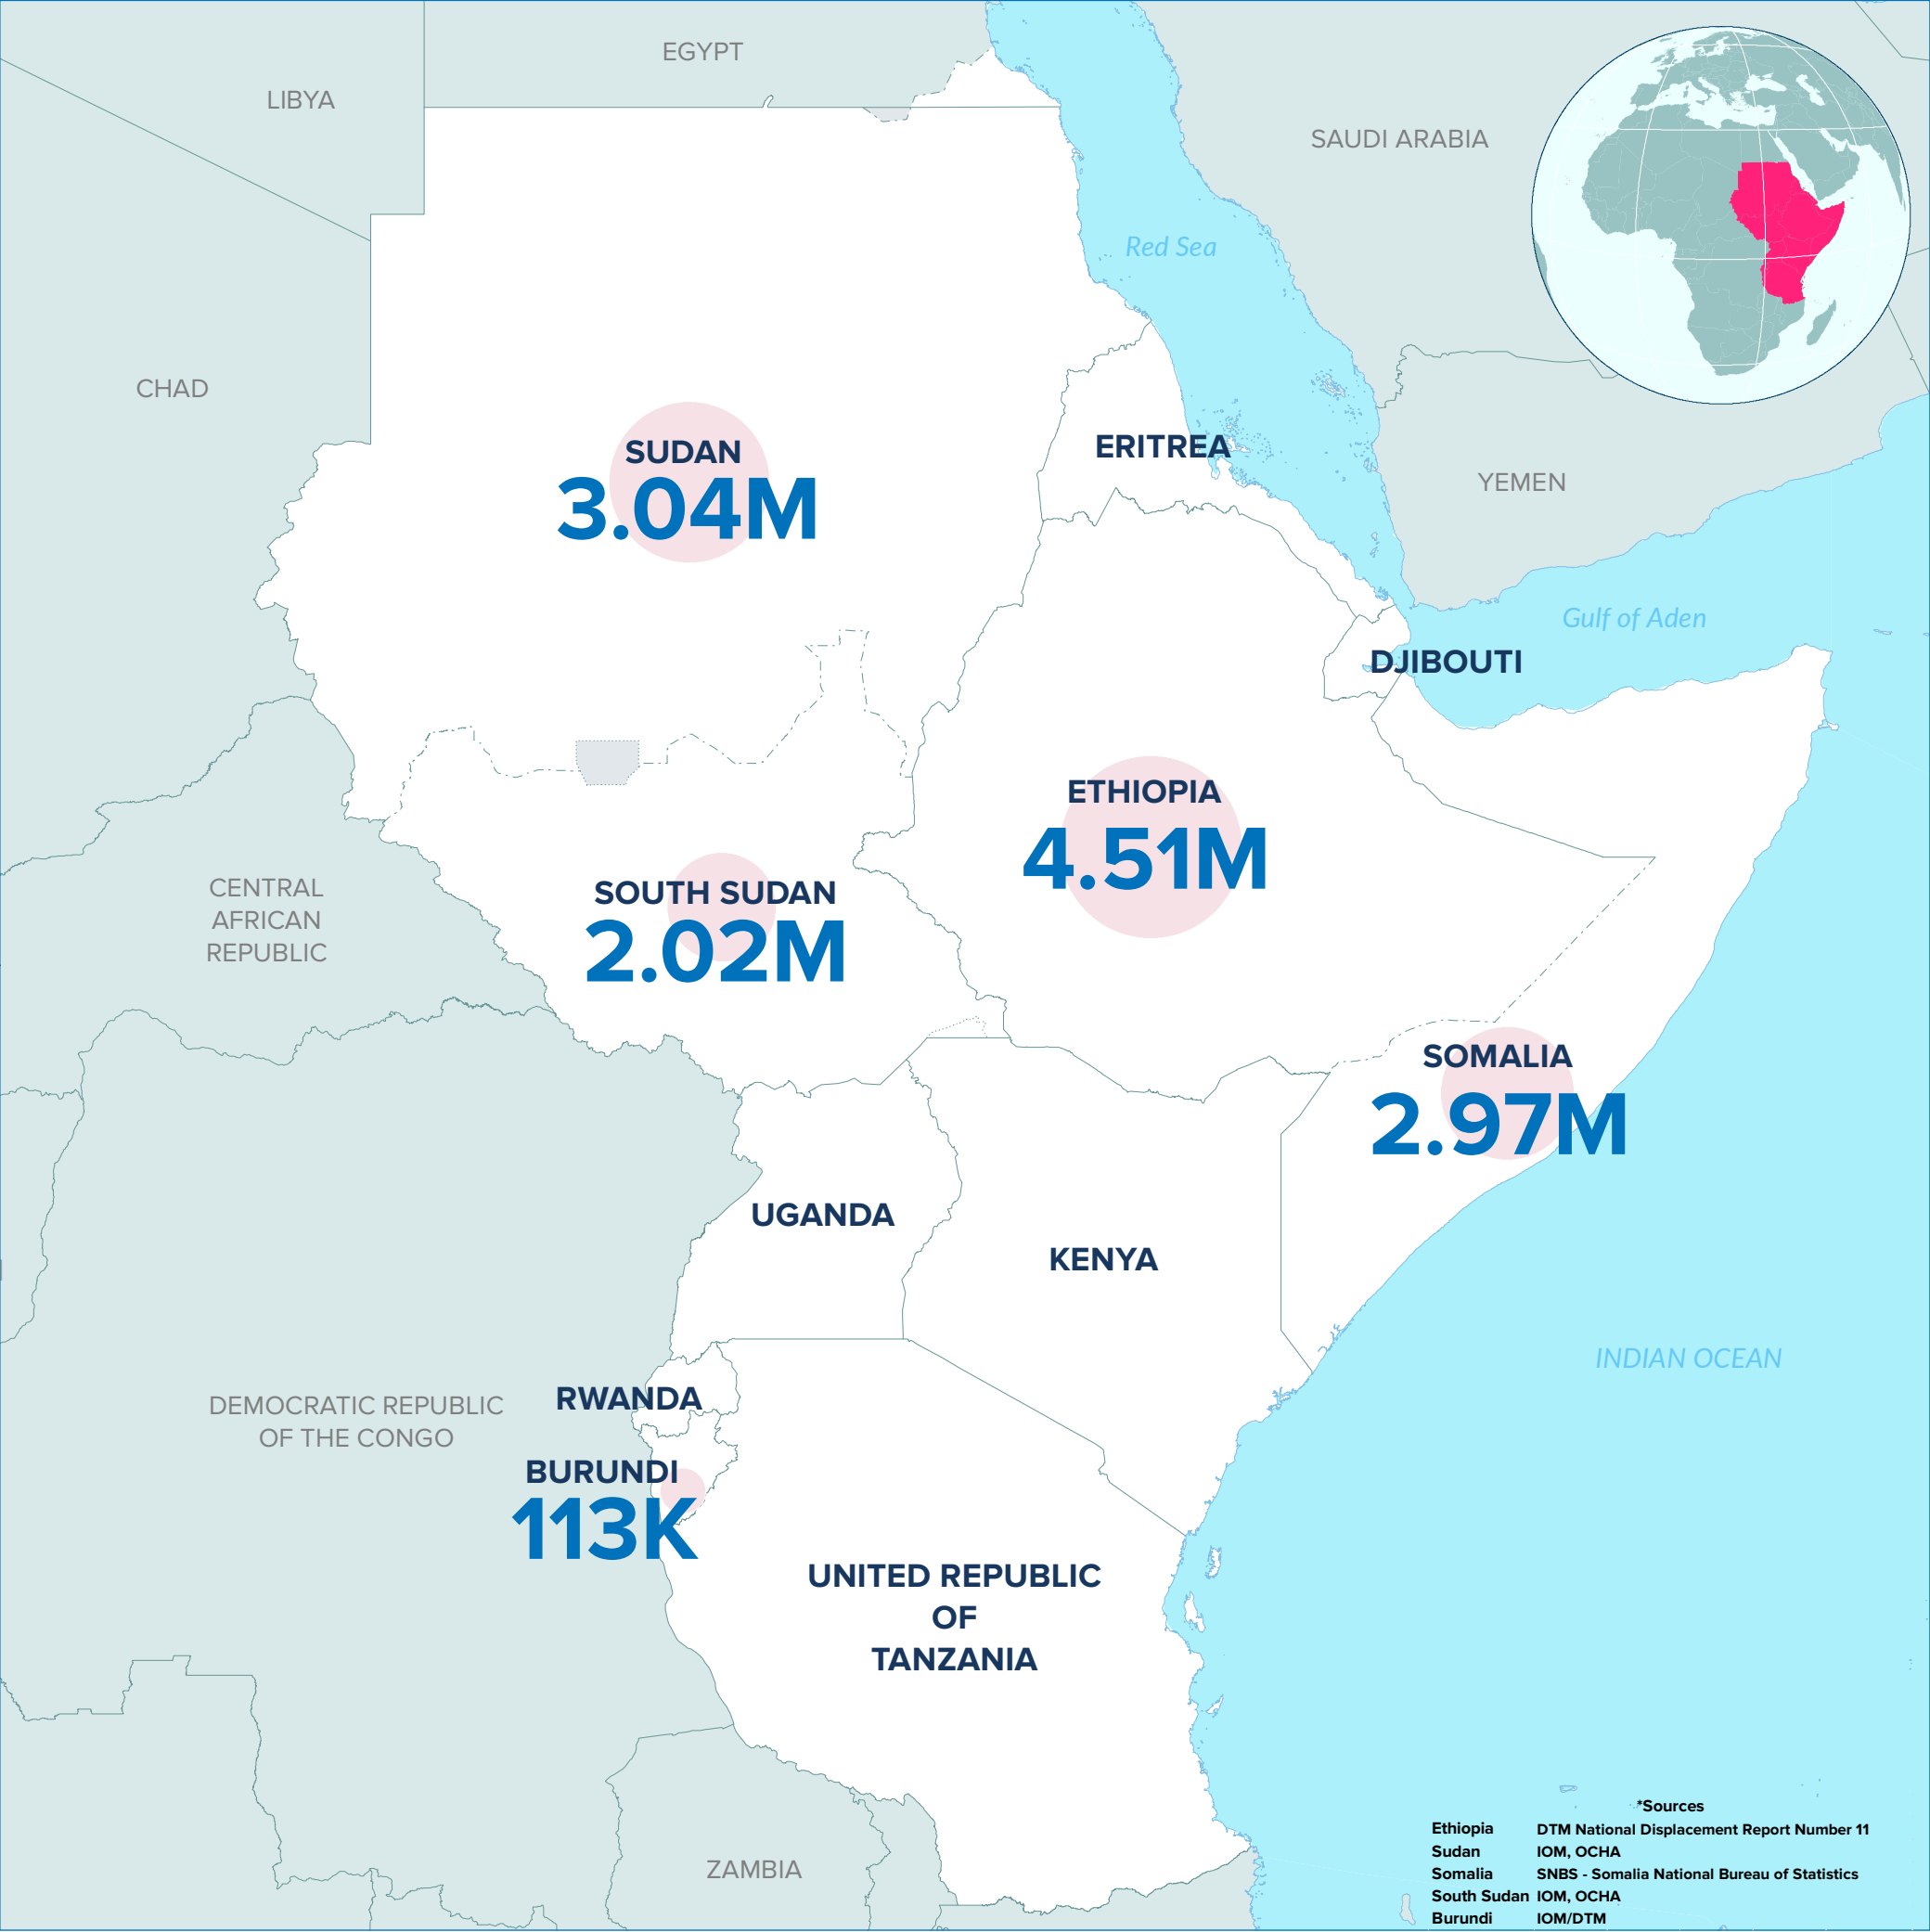 EGYPT
LIBYA
SAUDI ARABIA
Red Sea
CHAD
SUDAN
3.04M
ERITREA
YEMEN
Gulf of Aden
DJIBOUTI
ETHIOPIA
4.51M
CENTRAL
AFRICAN
REPUBLIC
SOUTH SUDAN
2.02M
SOMALIA
2.97M
UGANDA
KENYA
INDIAN OCEAN
RWANDA
DEMOCRATIC REPUBLIC
OF THE CONGO
BURUNDI
113K
UNITED REPUBLIC
OF
TANZANIA
ZAMBIA
*Sources
Ethiopia DTM National Displacement Report Number 11
Sudan IOM, OCHA
Somalia SNBS - Somalia National Bureau of Statistics
South Sudan IOM, OCHA
Burundi IOM/DTM